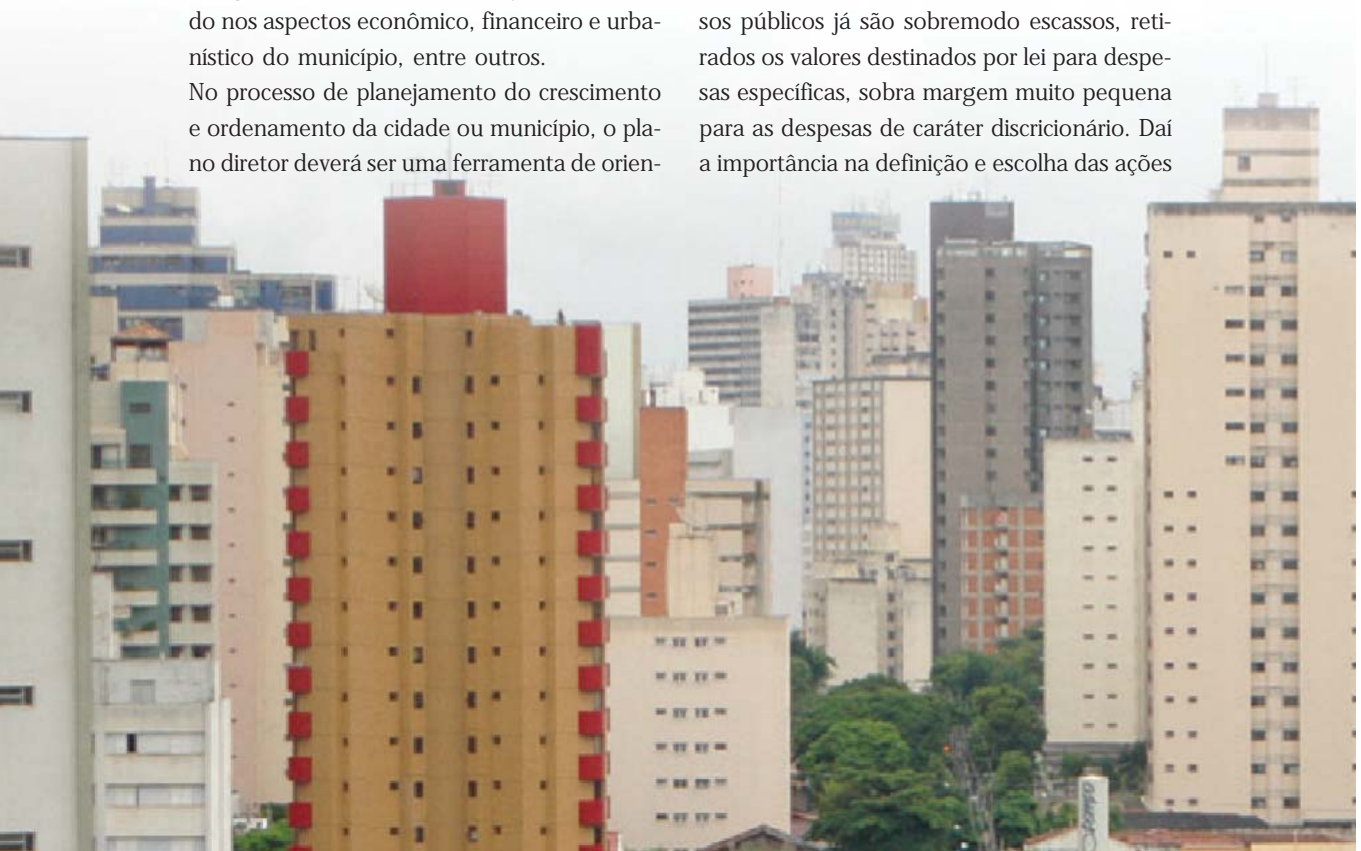 do nos aspectos econômico, financeiro e urba-
nístico do município, entre outros.
No processo de planejamento do crescimento
e ordenamento da cidade ou município, o pla-
no diretor deverá ser uma ferramenta de orien-
sos públicos já são sobremodo escassos, reti-
rados os valores destinados por lei para despe-
sas específicas, sobra margem muito pequena
para as despesas de caráter discricionário. Daí
a importância na definição e escolha das ações